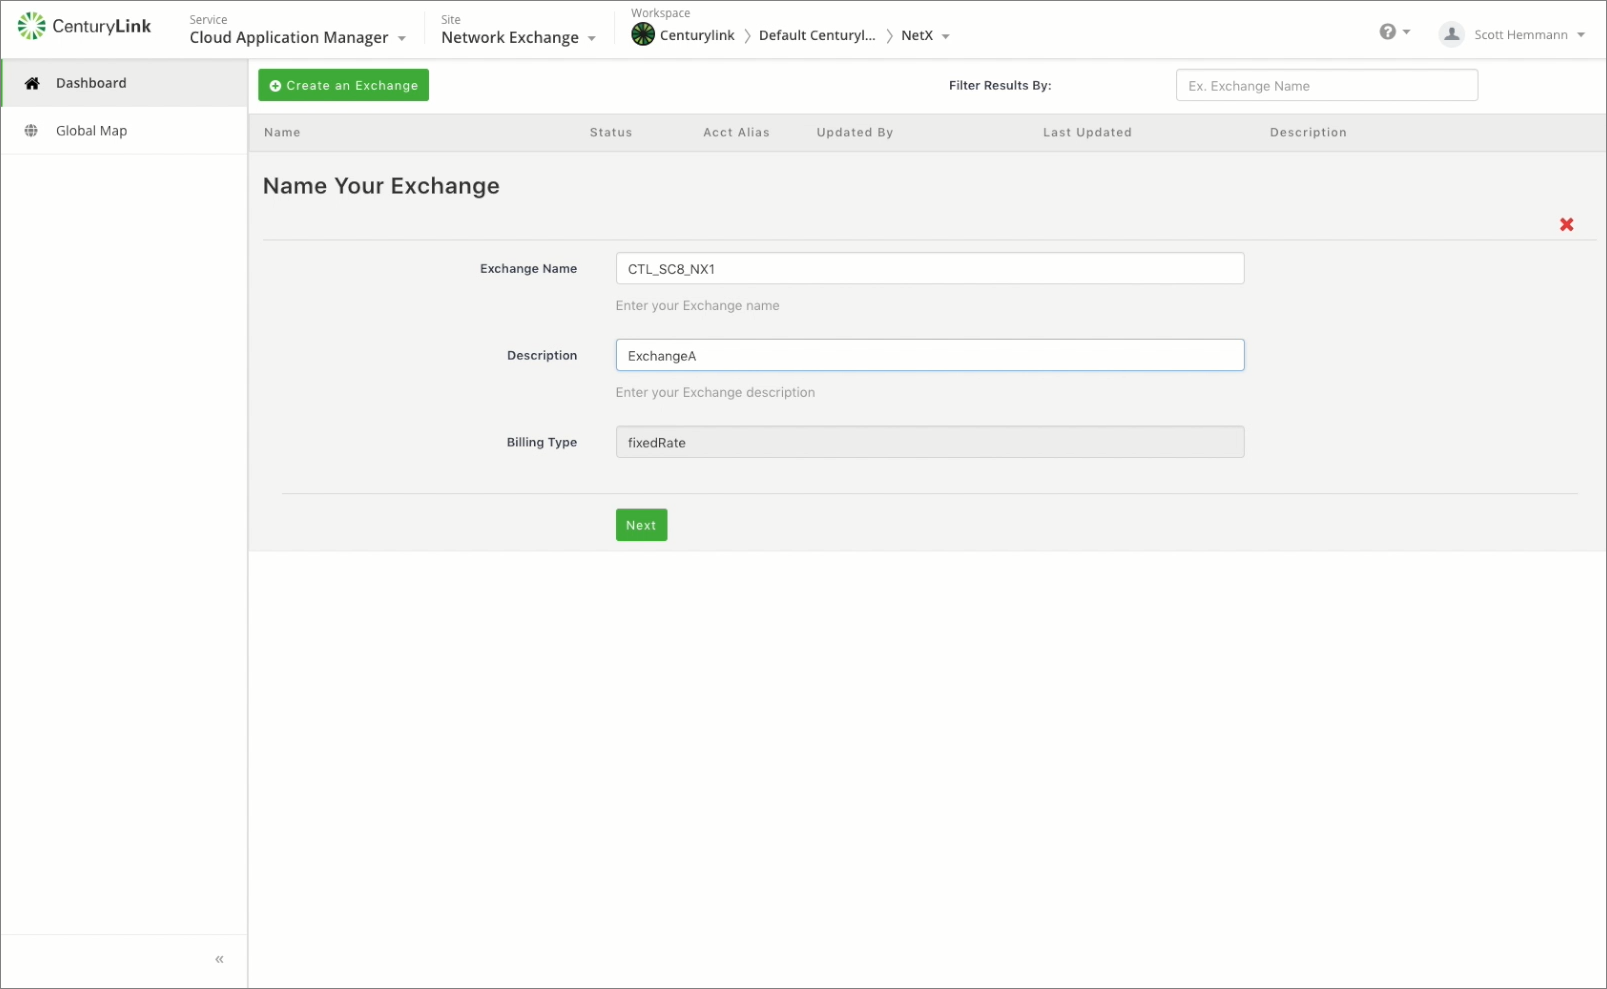 CenturyLink
Service
Cloud Application Manager
Site
Network Exchange
Workspace
Centurylink
Default Centuryl...
NetX
?
Scott Hemmann
Dashboard
Create an Exchange
Filter Results By:
Ex. Exchange Name
Global Map
Name Status Acct Alias Updated By Last Updated Description
Name Your Exchange
Exchange Name
CTL_SC8_NX1
Enter your Exchange name
Description
ExchangeA
Enter your Exchange description
Billing Type
fixedRate
Next
«